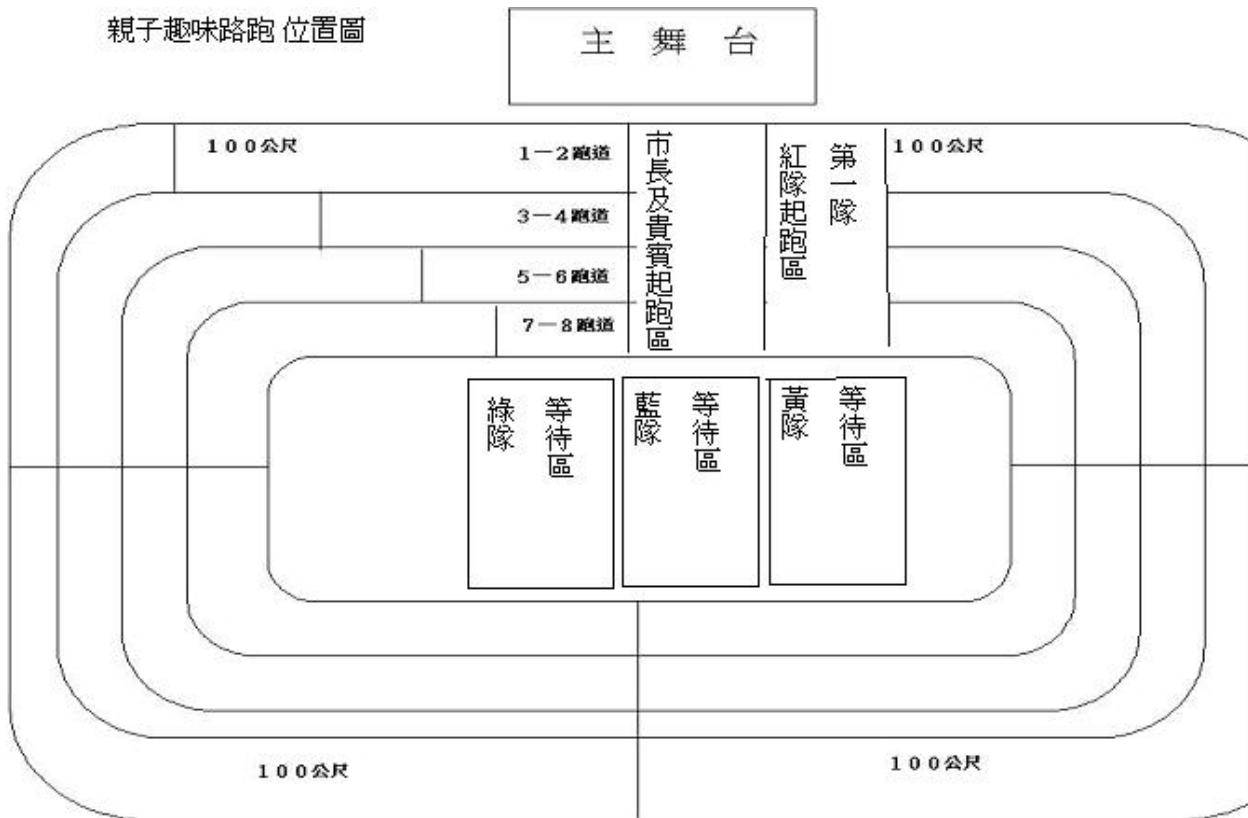 親子趣味路跑 位置圖
主 舞 台
100公尺
1-2跑道
市長及貴賓起跑區
第一隊
紅隊起跑區
100公尺
3-4跑道
5-6跑道
7-8跑道
綠隊
等待區
藍隊
等待區
黃隊
等待區
100公尺
100公尺